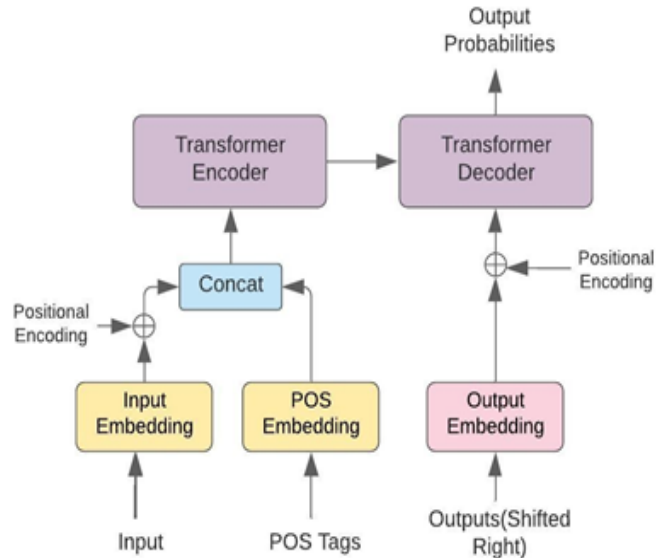 Output
Probabilities
Transformer
Encoder
Transformer
Decoder
Concat
Positional
Encoding
Positional
Encoding
Input
Embedding
POS
Embedding
Output
Embedding
Input
POS Tags
Outputs(Shifted
Right)